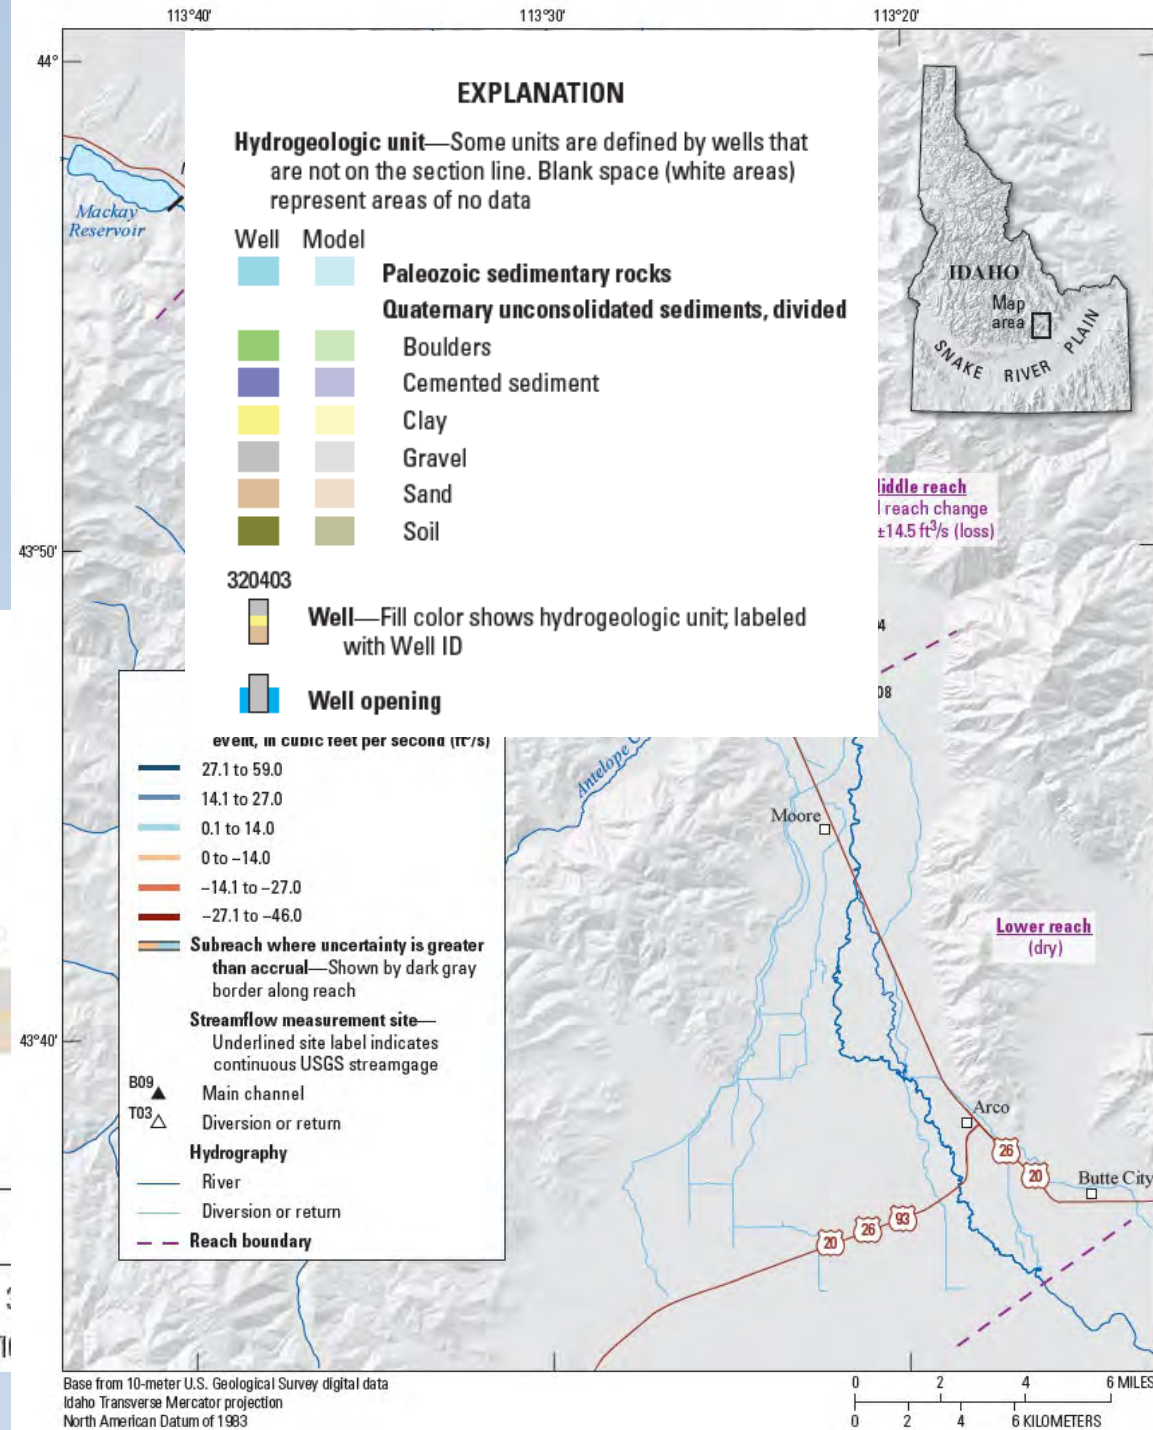 113°40'
113°30'
113°20'
44°
43°50'
43°40'
Mackay
Reservoir
EXPLANATION
Hydrogeologic unit—Some units are defined by wells that
are not on the section line. Blank space (white areas)
represent areas of no data
Well Model
Paleozoic sedimentary rocks
Quaternary unconsolidated sediments, divided
Boulders
Cemented sediment
Clay
Gravel
Sand
Soil
320403
Well—Fill color shows hydrogeologic unit; labeled
with Well ID
Well opening
IDAHO
Map
area
SNAKE RIVER PLAIN
iddle reach
l reach change
±14.5 ft³/s (loss)
4
08
event, in cubic feet per second (ft³/s)
27.1 to 59.0
14.1 to 27.0
0.1 to 14.0
0 to –14.0
–14.1 to –27.0
–27.1 to –46.0
Subreach where uncertainty is greater
than accrual—Shown by dark gray
border along reach
Streamflow measurement site—
Underlined site label indicates
continuous USGS streamgage
B09
Main channel
T03
Diversion or return
Hydrography
River
Diversion or return
Reach boundary
Antelope C
Moore
Lower reach
(dry)
Arco
26
20
Butte City
93
26
20
Base from 10-meter U.S. Geological Survey digital data
Idaho Transverse Mercator projection
North American Datum of 1983
0 2 4 6 MILES
0 2 4 6 KILOMETERS